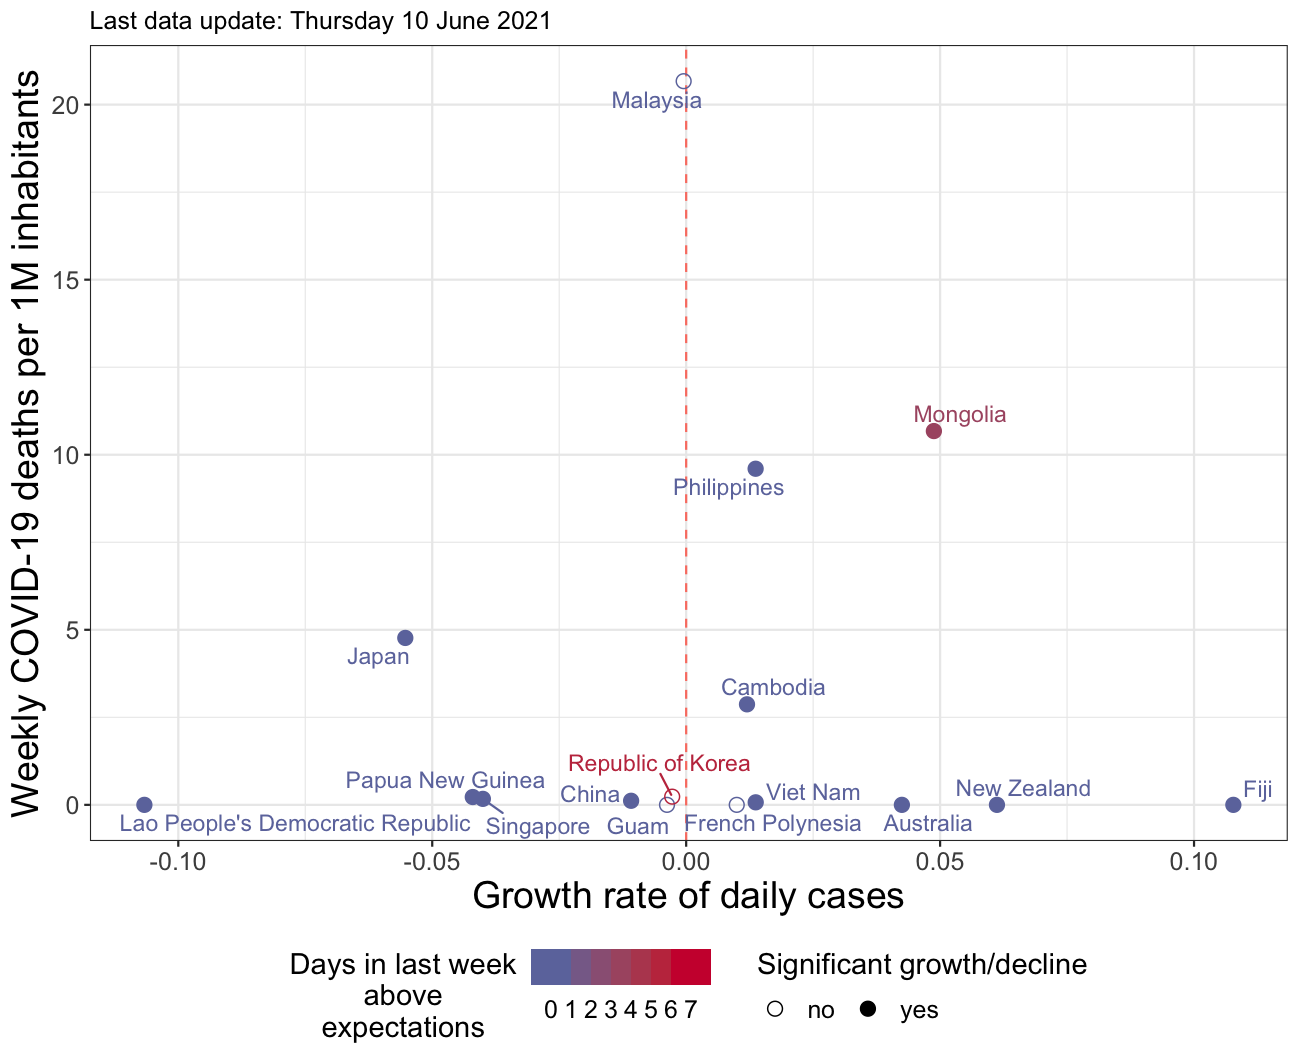 Last data update: Thursday 10 June 2021
Weekly COVID-19 deaths per 1M inhabitants
20
15
10
5
0
Malaysia
Mongolia
Philippines
Japan
Cambodia
Republic of Korea
Papua New Guinea
China
Viet Nam
New Zealand
Fiji
Lao People's Democratic Republic
Singapore
Guam
French Polynesia
Australia
-0.10 -0.05 0.00 0.05 0.10
Growth rate of daily cases
Days in last week
above
expectations
0 1 2 3 4 5 6 7
Significant growth/decline
no yes